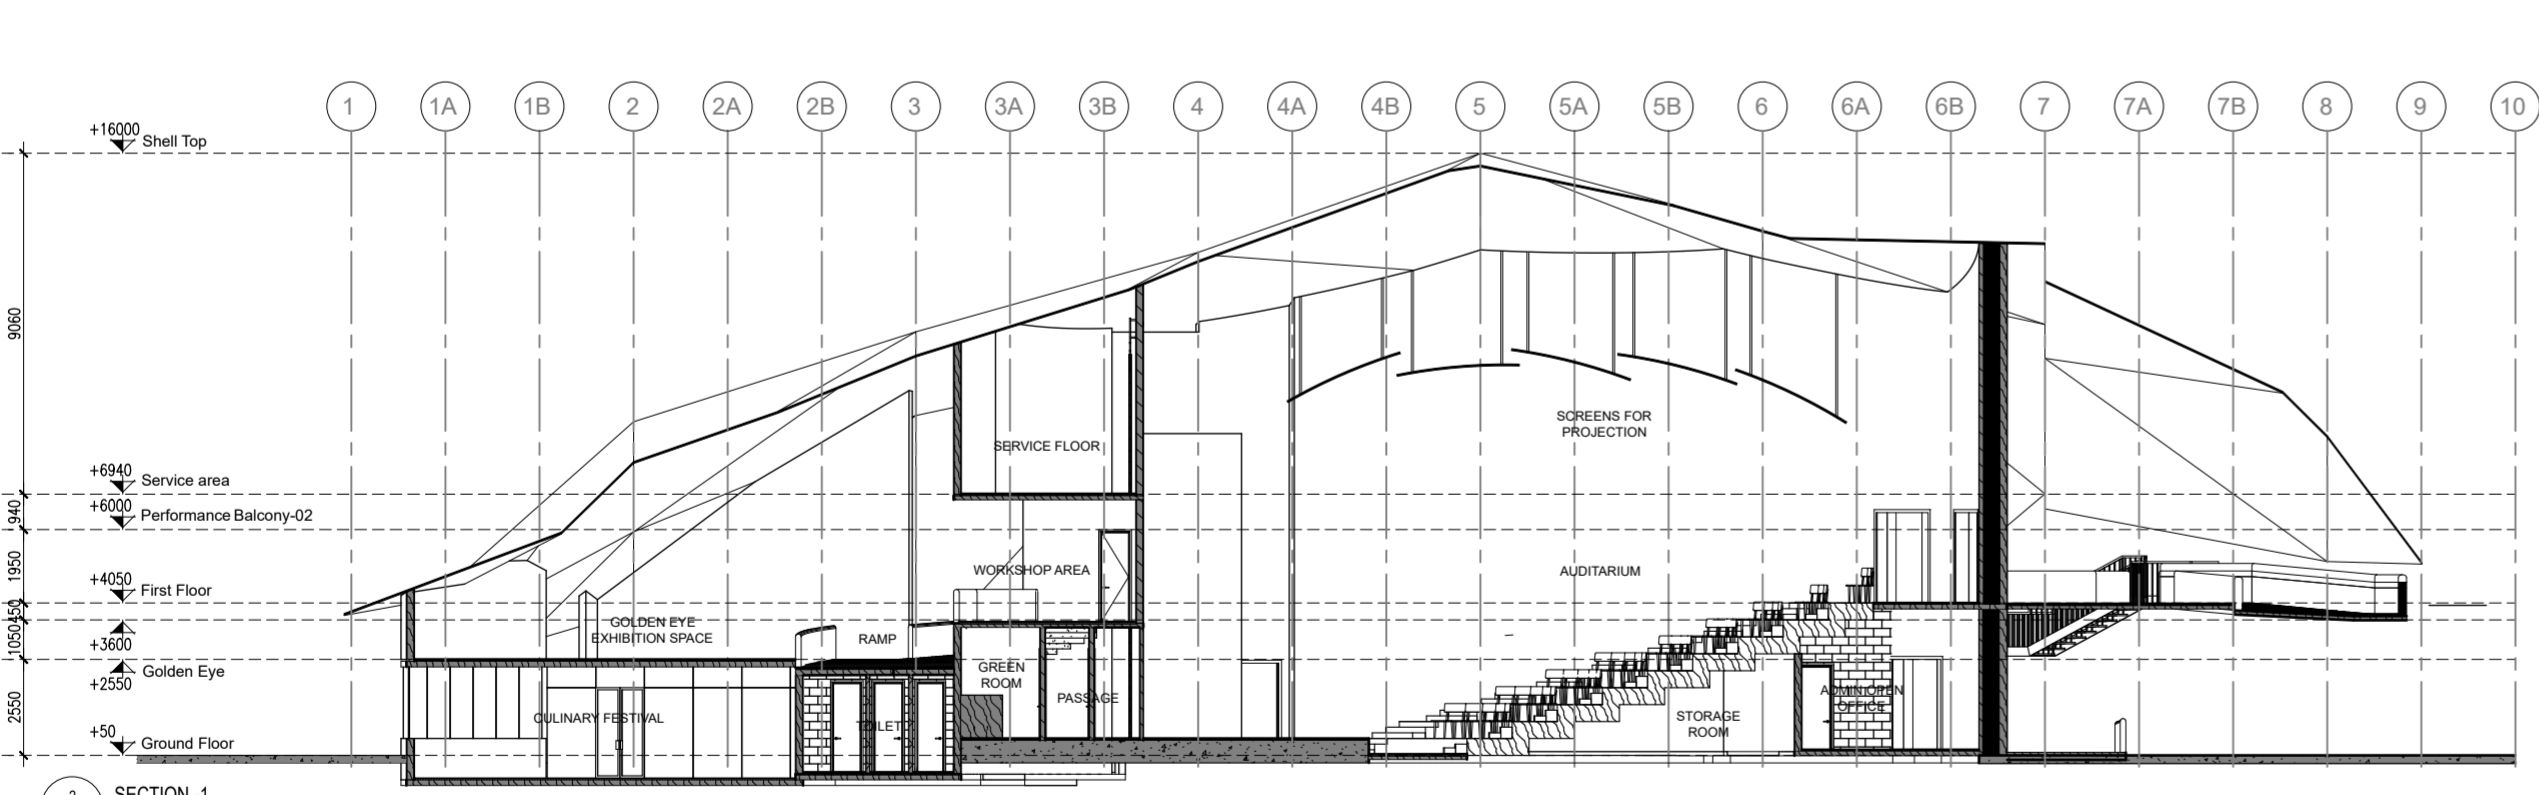 1 1A 1B 2 2A 2B 3 3A 3B 4 4A 4B 5 5A 5B 6 6A 6B 7 7A 7B 8 9 10
+16000
Shell Top
9060
SCREENS FOR
PROJECTION
SERVICE FLOOR
+6940
Service area
940
+6000
Performance Balcony-02
1950
WORKSHOP AREA
AUDITORIUM
+4050
First Floor
450
1050
+3600
GOLDEN EYE
EXHIBITION SPACE
RAMP
Golden Eye
+2550
GREEN
ROOM
PASSAGE
ADMIN OPEN
OFFICE
2550
CULINARY FESTIVAL
TOILET
STORAGE
ROOM
+50
Ground Floor
SECTION 1